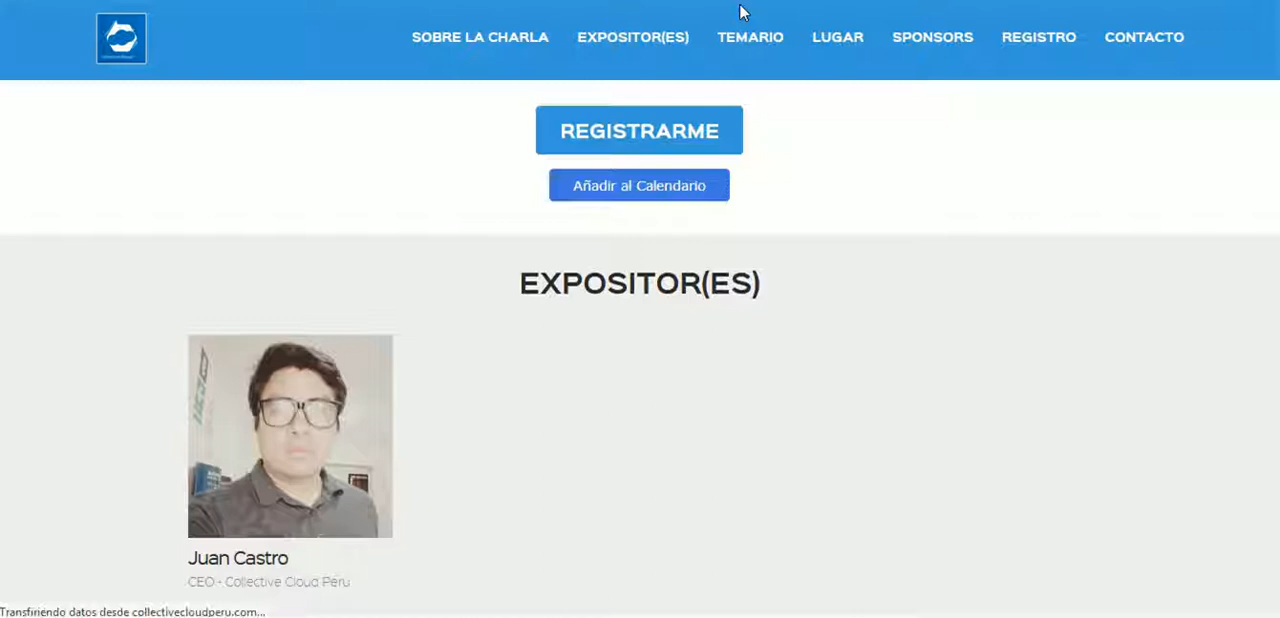 SOBRE LA CHARLA EXPOSITOR(ES) TEMARIO LUGAR SPONSORS REGISTRO CONTACTO
REGISTRARME
Añadir al Calendario
EXPOSITOR(ES)
Juan Castro
CEO - Collective Cloud Peru
Transfiriendo datos desde collectivecloudperu.com...